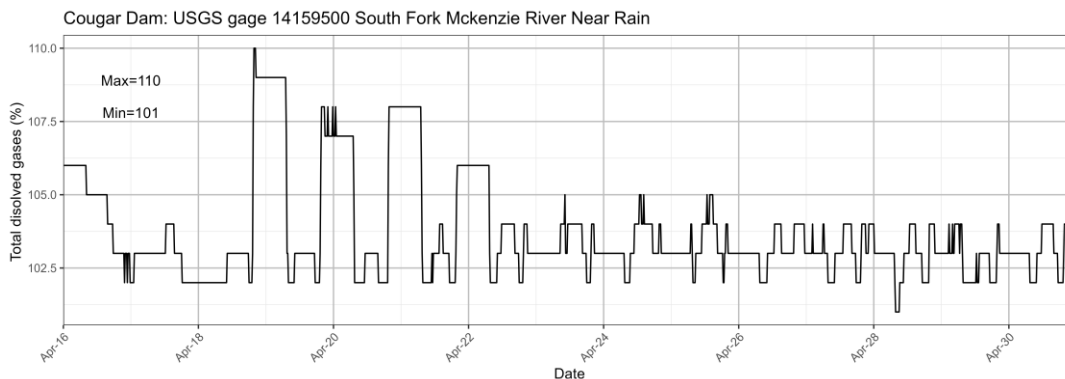 Cougar Dam: USGS gage 14159500 South Fork Mckenzie River Near Rain
110.0
107.5
105.0
102.5
Max=110
Min=101
Total disolved gases (%)
Apr-16
Apr-18
Apr-20
Apr-22
Apr-24
Apr-26
Apr-28
Apr-30
Date